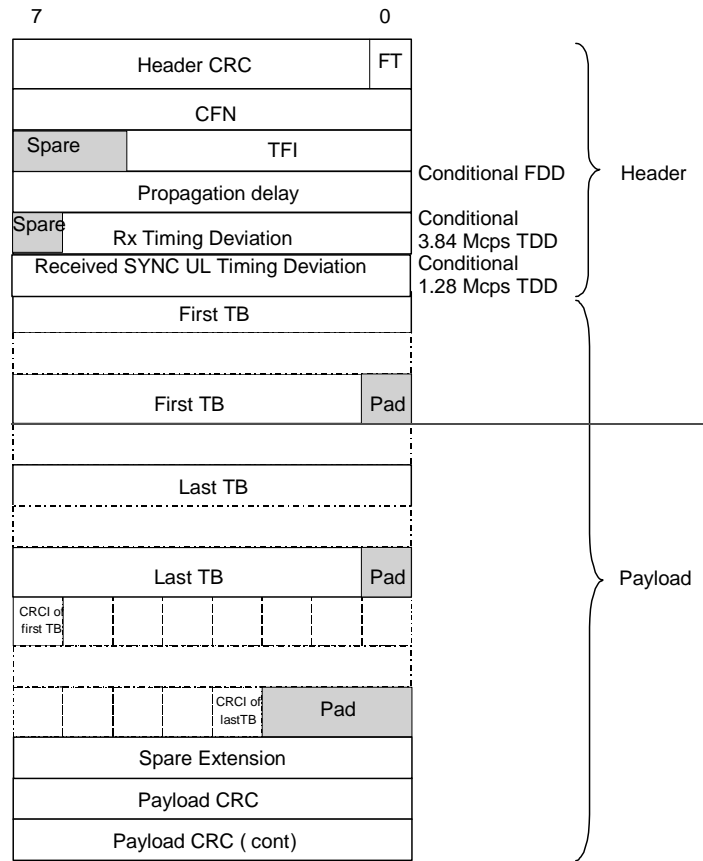 7 0
Header CRC FT
CFN
Spare TFI
Propagation delay Conditional FDD Header
Spare Rx Timing Deviation Conditional
3.84 Mcps TDD
Received SYNC UL Timing Deviation Conditional
1.28 Mcps TDD
First TB
First TB Pad
Last TB
Last TB Pad
Payload
CRCI of
first TB
CRCI of
lastTB
Pad
Spare Extension
Payload CRC
Payload CRC ( cont)